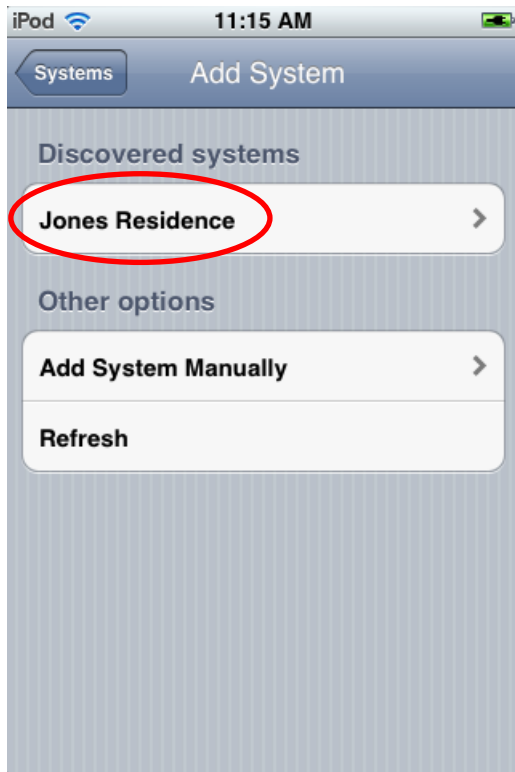 iPod 11:15 AM
Systems Add System
Discovered systems
Jones Residence
Other options
Add System Manually
Refresh